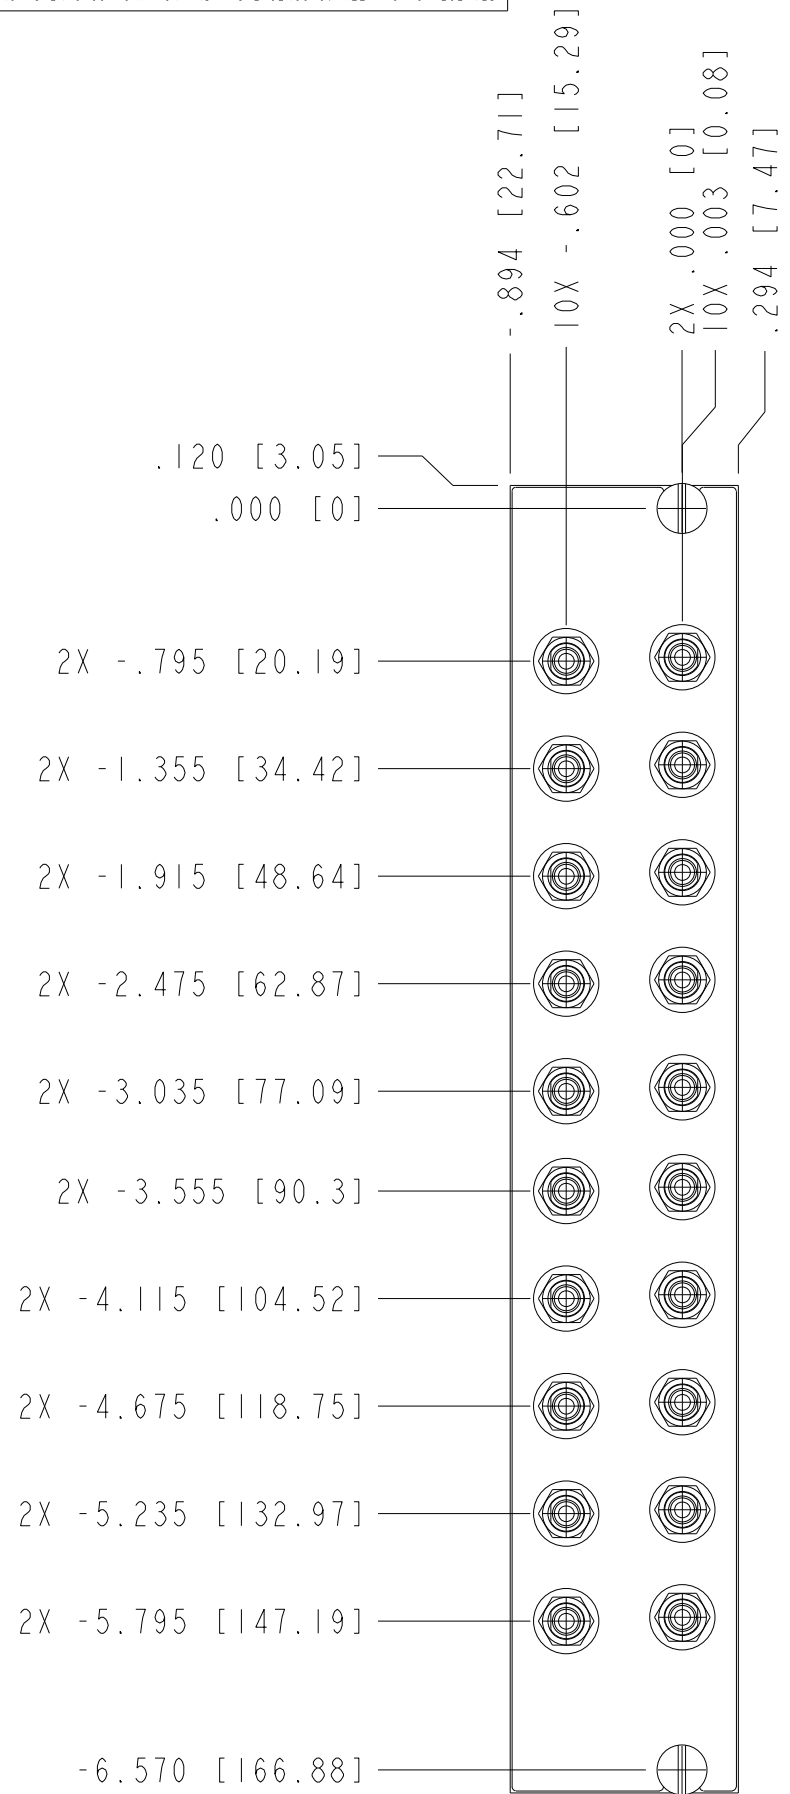 -.894 [22.71]
10X -.602 [15.29]
2X .000 [0]
10X .003 [0.08]
.294 [7.47]
.120 [3.05]
.000 [0]
2X -.795 [20.19]
2X -1.355 [34.42]
2X -1.915 [48.64]
2X -2.475 [62.87]
2X -3.035 [77.09]
2X -3.555 [90.3]
2X -4.115 [104.52]
2X -4.675 [118.75]
2X -5.235 [132.97]
2X -5.795 [147.19]
-6.570 [166.88]